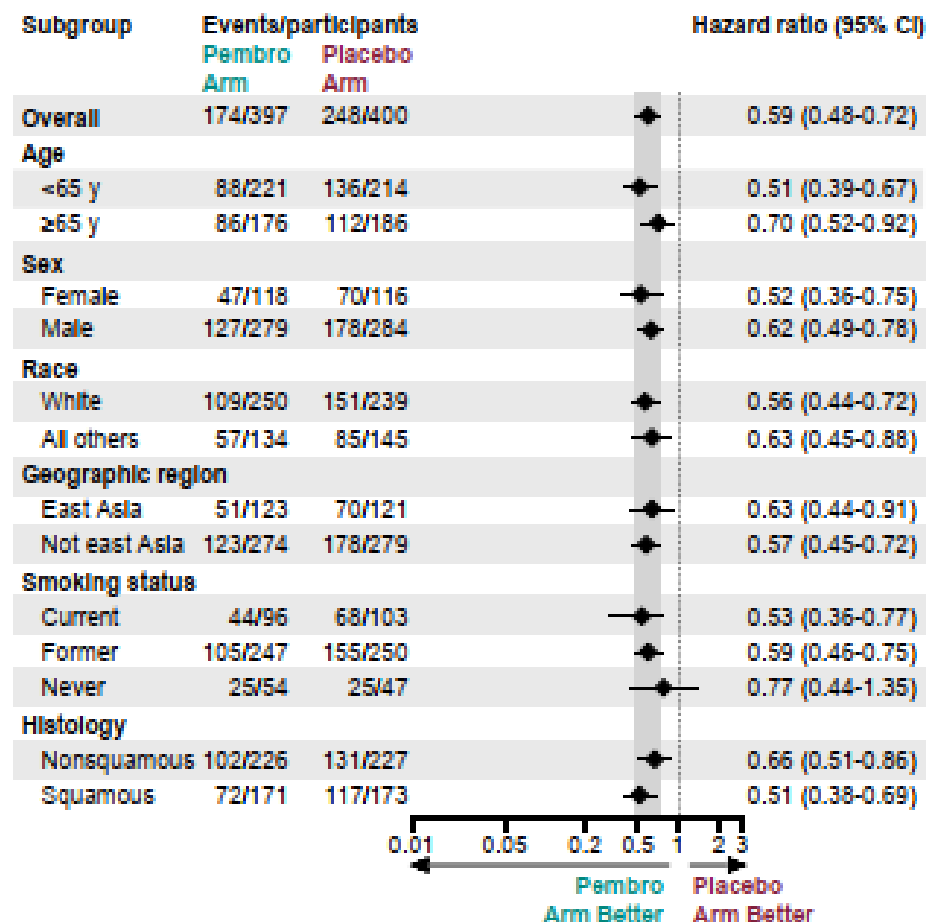 Subgroup Events/participants Hazard ratio (95% CI)
Pembro Placebo
Arm Arm
Overall 174/397 248/400 0.59 (0.48-0.72)
Age
<65 y 88/221 136/214 0.51 (0.39-0.67)
≥65 y 86/176 112/186 0.70 (0.52-0.92)
Sex
Female 47/118 70/116 0.52 (0.36-0.75)
Male 127/279 178/284 0.62 (0.49-0.78)
Race
White 109/250 151/239 0.56 (0.44-0.72)
All others 57/134 85/145 0.63 (0.45-0.88)
Geographic region
East Asia 51/123 70/121 0.63 (0.44-0.91)
Not east Asia 123/274 178/279 0.57 (0.45-0.72)
Smoking status
Current 44/96 68/103 0.53 (0.36-0.77)
Former 105/247 155/250 0.59 (0.46-0.75)
Never 25/54 25/47 0.77 (0.44-1.35)
Histology
Nonsquamous 102/226 131/227 0.66 (0.51-0.86)
Squamous 72/171 117/173 0.51 (0.38-0.69)
0.01 0.05 0.2 0.5 1 2 3
Pembro Placebo
Arm Better Arm Better